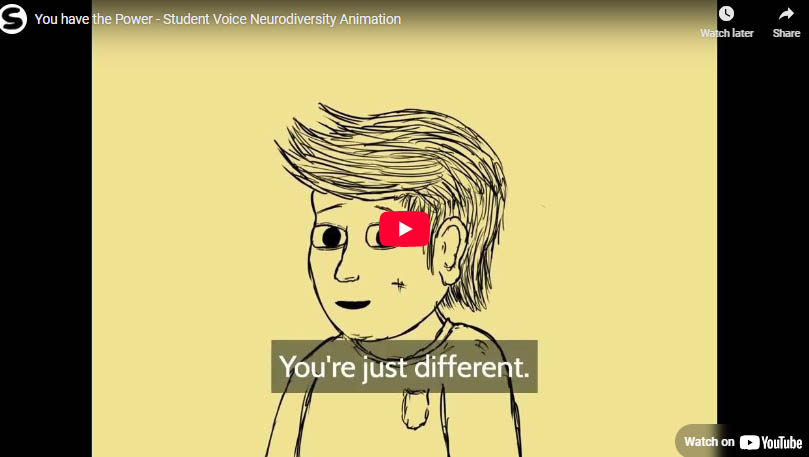 S
You have the Power - Student Voice Neurodiversity Animation
Watch later
Share
You're just different.
Watch on YouTube